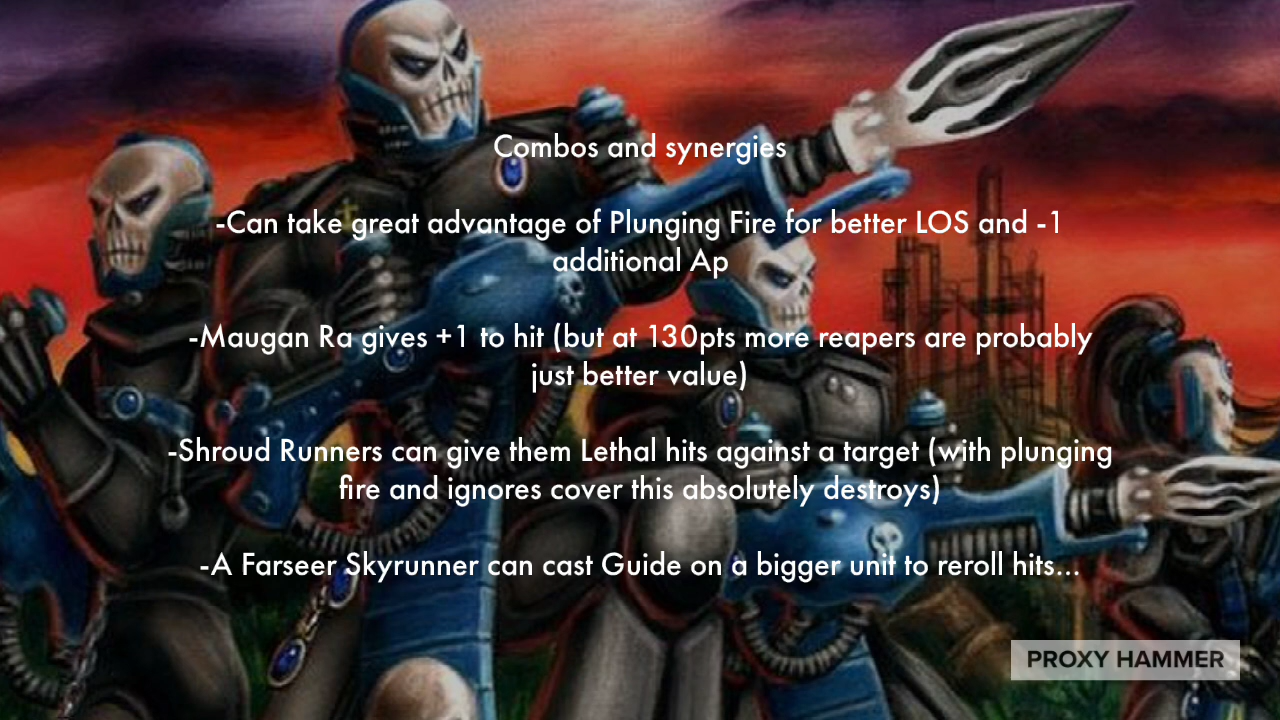 Combos and synergies
-Can take great advantage of Plunging Fire for better LOS and -1
additional Ap
-Maugan Ra gives +1 to hit (but at 130pts more reapers are probably
just better value)
-Shroud Runners can give them Lethal hits against a target (with plunging
fire and ignores cover this absolutely destroys)
-A Farseer Skyrunner can cast Guide on a bigger unit to reroll hits...
PROXY HAMMER